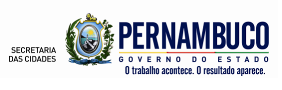 SECRETARIA
DAS CIDADES
PERNAMBUCO
GOVERNO DO ESTADO
O trabalho acontece. O resultado aparece.